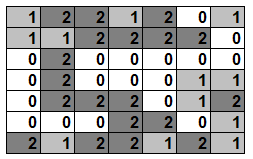 1 2 2 1 2 0 1
1 1 2 2 2 2 0
0 2 0 0 0 0 0
0 2 0 0 0 1 1
0 2 2 2 0 1 2
0 0 0 2 2 0 1
2 1 2 2 1 2 1